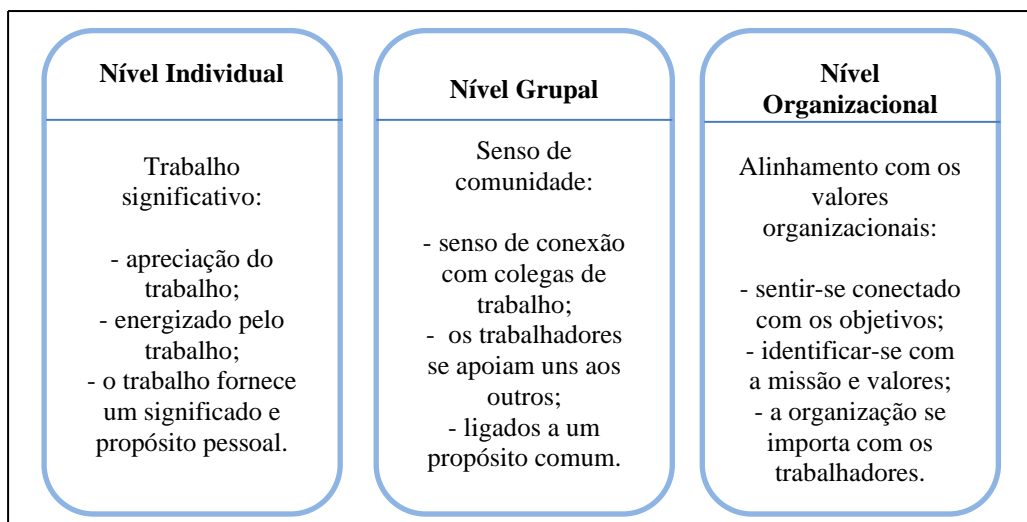 Nível Individual
Trabalho
significativo:
- apreciação do
trabalho;
- energizado pelo
trabalho;
- o trabalho fornece
um significado e
propósito pessoal.
Nível Grupal
Senso de
comunidade:
- senso de conexão
com colegas de
trabalho;
- os trabalhadores
se apoiam uns aos
outros;
- ligados a um
propósito comum.
Nível
Organizacional
Alinhamento com os
valores
organizacionais:
- sentir-se conectado
com os objetivos;
- identificar-se com
a missão e valores;
- a organização se
importa com os
trabalhadores.